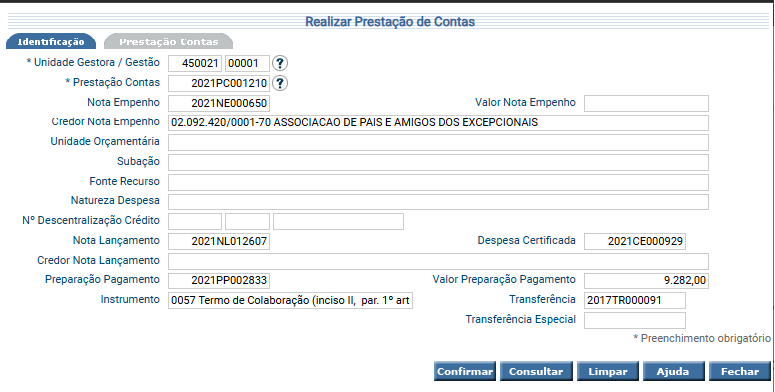 Realizar Prestação de Contas
Identificação Prestação Contas
* Unidade Gestora / Gestão 450021 00001 ?
* Prestação Contas 2021PC001210 ?
Nota Empenho 2021NE000650 Valor Nota Empenho
Credor Nota Empenho 02.092.420/0001-70 ASSOCIACAO DE PAIS E AMIGOS DOS EXCEPCIONAIS
Unidade Orçamentária
Subação
Fonte Recurso
Natureza Despesa
Nº Descentralização Crédito
Nota Lançamento 2021NL012607 Despesa Certificada 2021CE000929
Credor Nota Lançamento
Preparação Pagamento 2021PP002833 Valor Preparação Pagamento 9.282,00
Instrumento 0057 Termo de Colaboração (inciso II, par. 1º art Transferência 2017TR000091
Transferência Especial
* Preenchimento obrigatório
Confirmar Consultar Limpar Ajuda Fechar